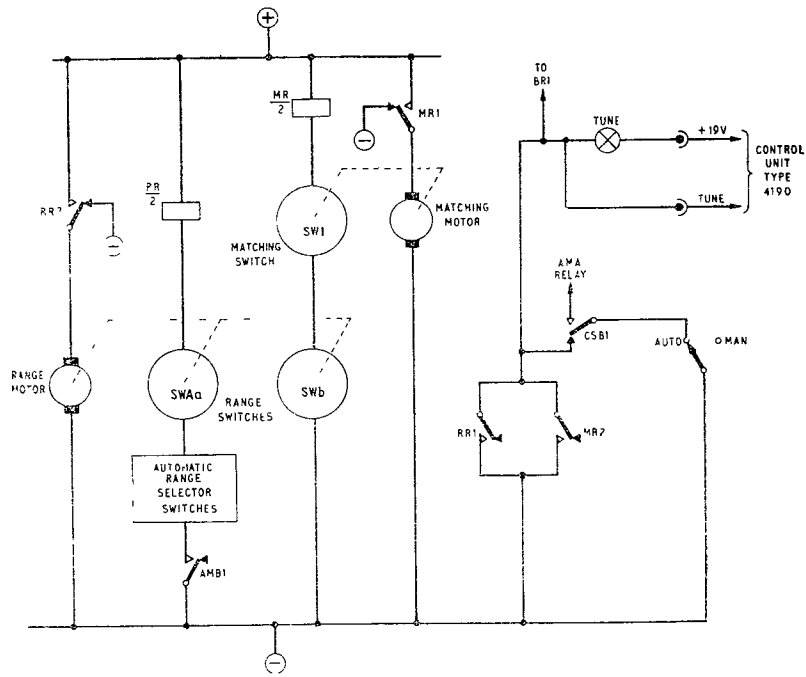 +
MR
2
MR1
−
TO
BR1
TUNE
+19V
CONTROL
UNIT
TYPE
4190
TUNE
PR
2
RR2
−
SW1
MATCHING
SWITCH
MATCHING
MOTOR
AMA
RELAY
CSB1
AUTO
MAN
RANGE
MOTOR
SWAa
RANGE
SWITCHES
SWb
RR1
MR2
AUTOMATIC
RANGE
SELECTOR
SWITCHES
AMB1
−